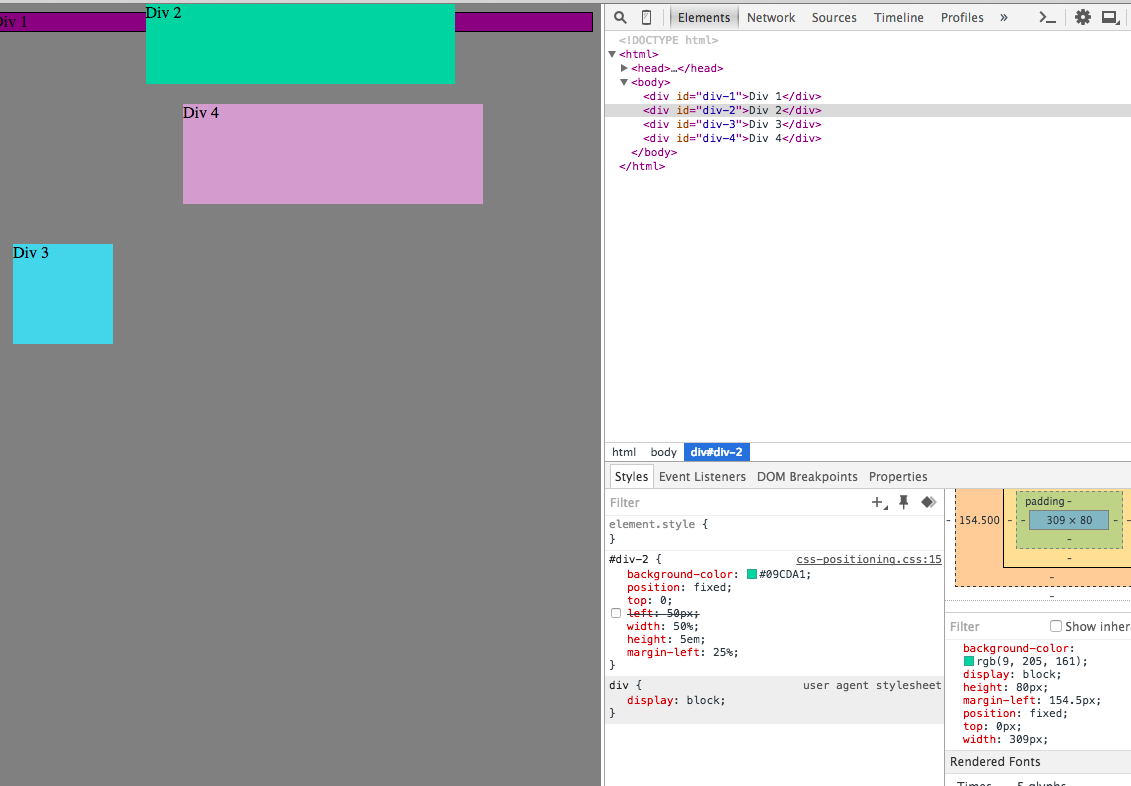 Div 1
Div 2
Div 4
Div 3
Elements Network Sources Timeline Profiles »
<!DOCTYPE html>
<html>
<head>…</head>
<body>
<div id="div-1">Div 1</div>
<div id="div-2">Div 2</div>
<div id="div-3">Div 3</div>
<div id="div-4">Div 4</div>
</body>
</html>
html body div#div-2
Styles Event Listeners DOM Breakpoints Properties
Filter
element.style {
}
#div-2 { css-positioning.css:15
background-color: #09CDA1;
position: fixed;
top: 0;
left: 50px;
width: 50%;
height: 5em;
margin-left: 25%;
}
div { user agent stylesheet
display: block;
}
padding -
- 154.500 - - 309 × 80 - -
-
-
-
-
Filter Show inher
background-color:
rgb(9, 205, 161);
display: block;
height: 80px;
margin-left: 154.5px;
position: fixed;
top: 0px;
width: 309px;
Rendered Fonts